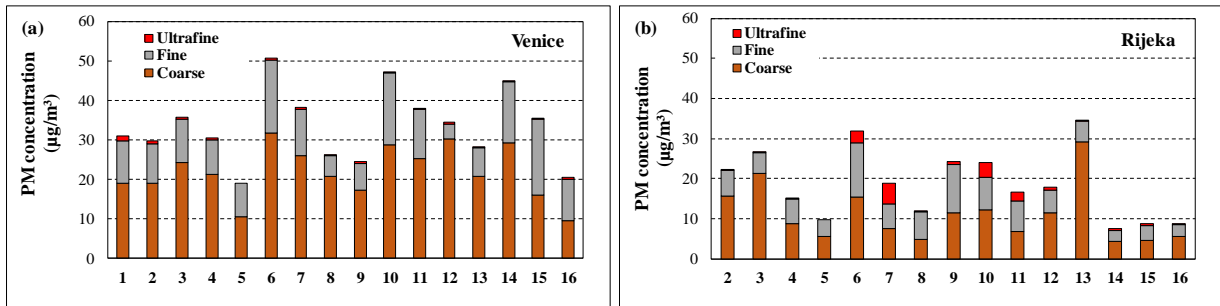 (a)
Venice
Ultrafine
Fine
Coarse
PM concentration
(µg/m³)
60
50
40
30
20
10
0
1 2 3 4 5 6 7 8 9 10 11 12 13 14 15 16
(b)
Rijeka
Ultrafine
Fine
Coarse
PM concentration
(µg/m³)
60
50
40
30
20
10
0
2 3 4 5 6 7 8 9 10 11 12 13 14 15 16